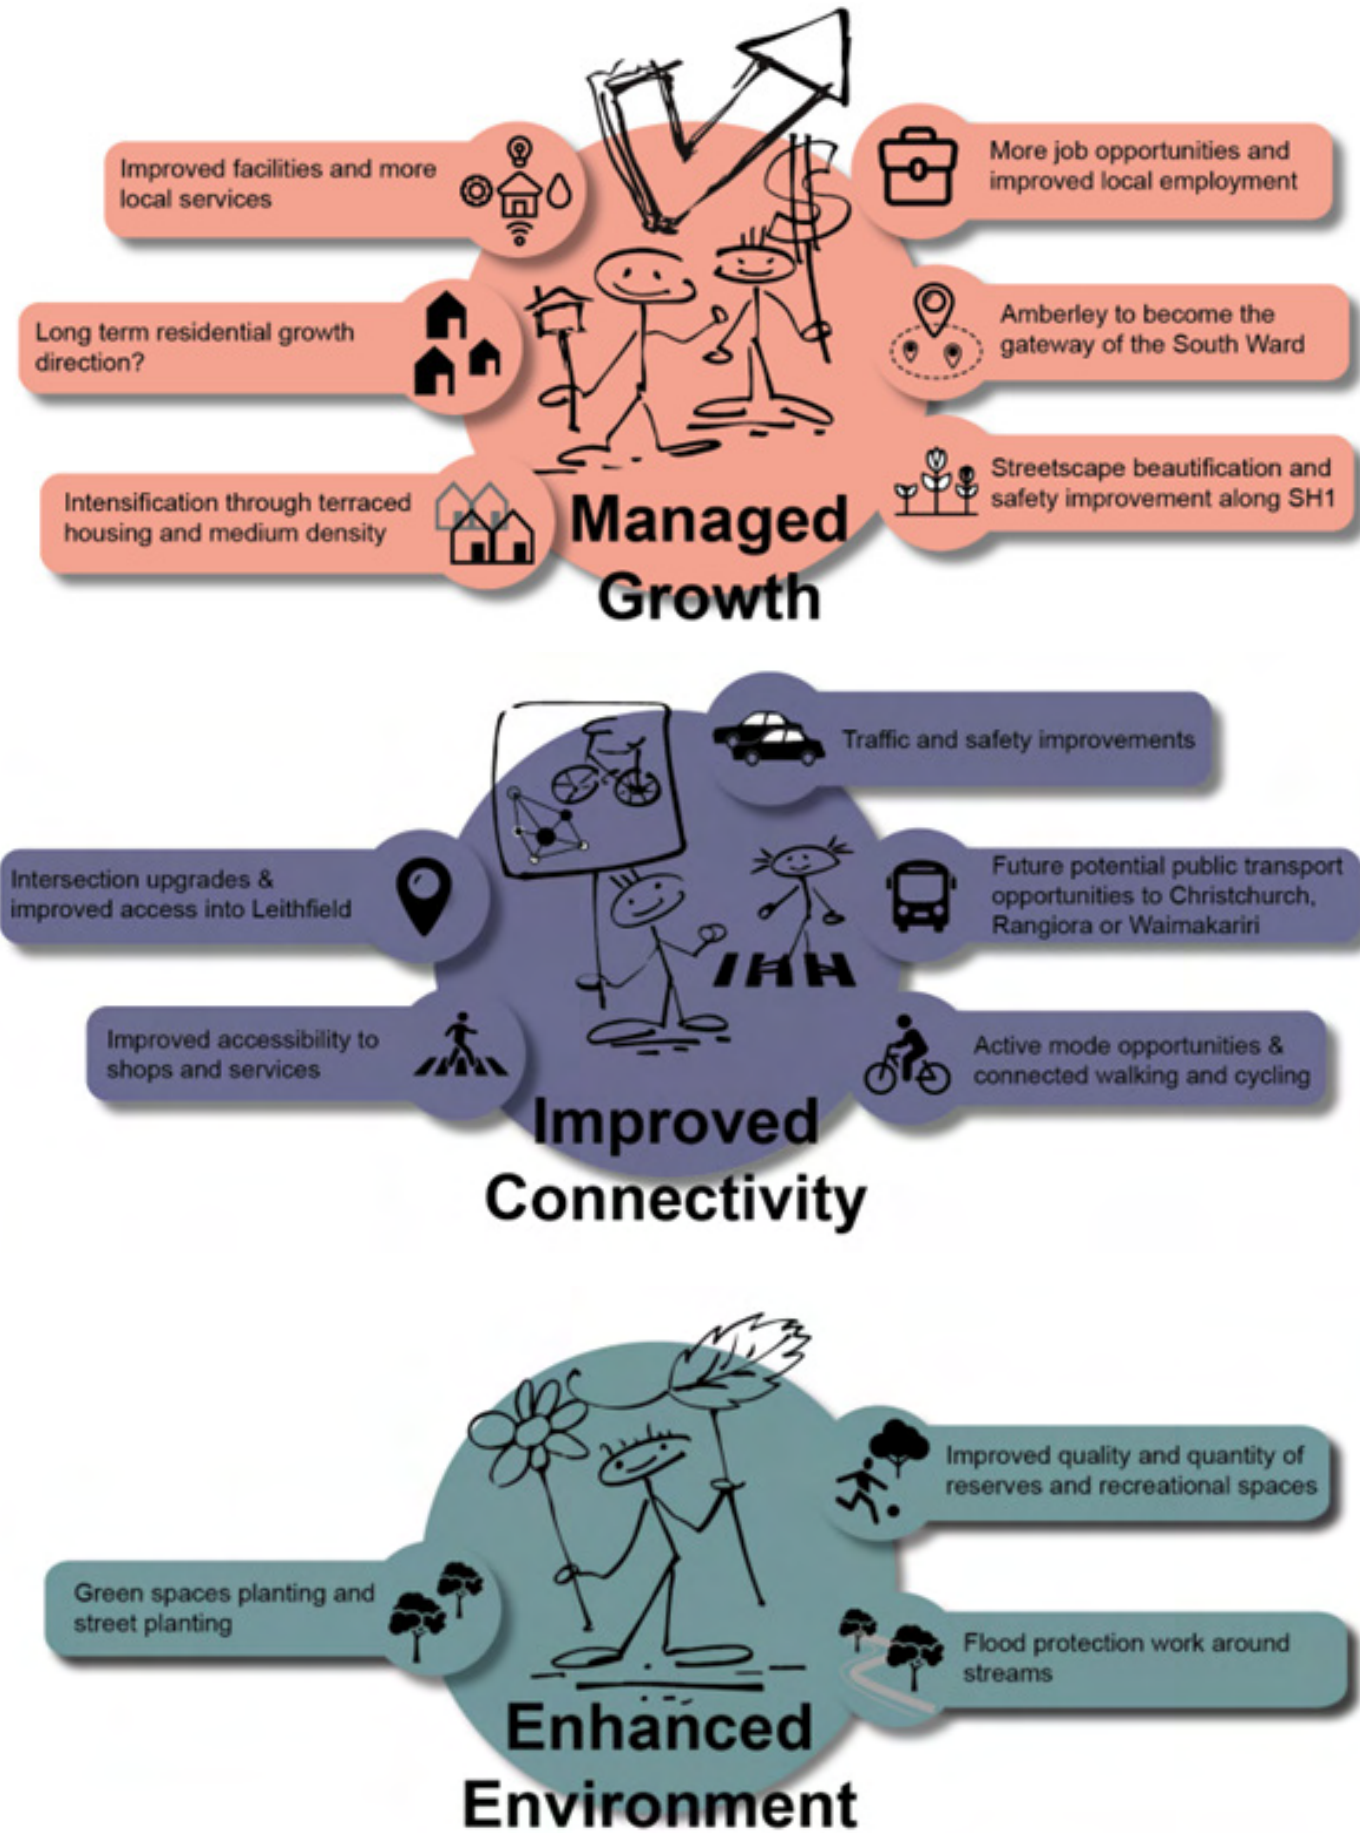 Improved facilities and more
local services
More job opportunities and
improved local employment
Long term residential growth
direction?
Amberley to become the
gateway of the South Ward
Intensification through terraced
housing and medium density
Streetscape beautification and
safety improvement along SH1
Managed
Growth
Traffic and safety improvements
Intersection upgrades &
improved access into Leithfield
Future potential public transport
opportunities to Christchurch,
Rangiora or Waimakariri
Improved accessibility to
shops and services
Active mode opportunities &
connected walking and cycling
Improved
Connectivity
Improved quality and quantity of
reserves and recreational spaces
Green spaces planting and
street planting
Flood protection work around
streams
Enhanced
Environment